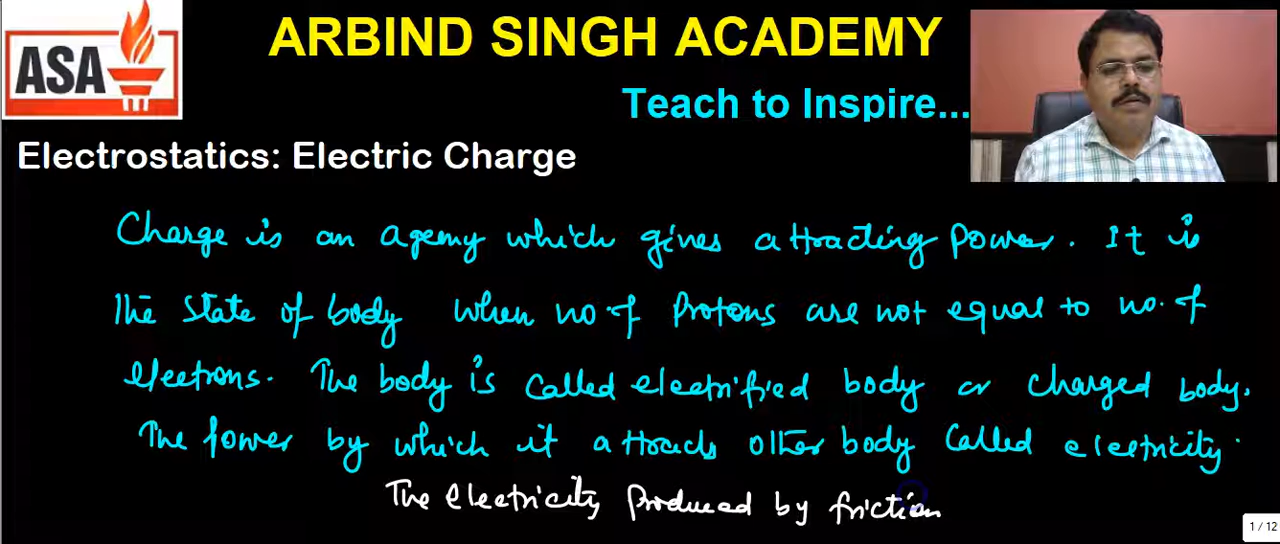 ASA
ARBIND SINGH ACADEMY
Teach to Inspire...
Electrostatics: Electric Charge
Charge is an agency which gives attracting power. It is
The state of body when no of protons are not equal to no. of
electrons. The body is called electrified body or charged body.
The power by which it attracts other body called electricity.
The electricity produced by friction
1 / 12